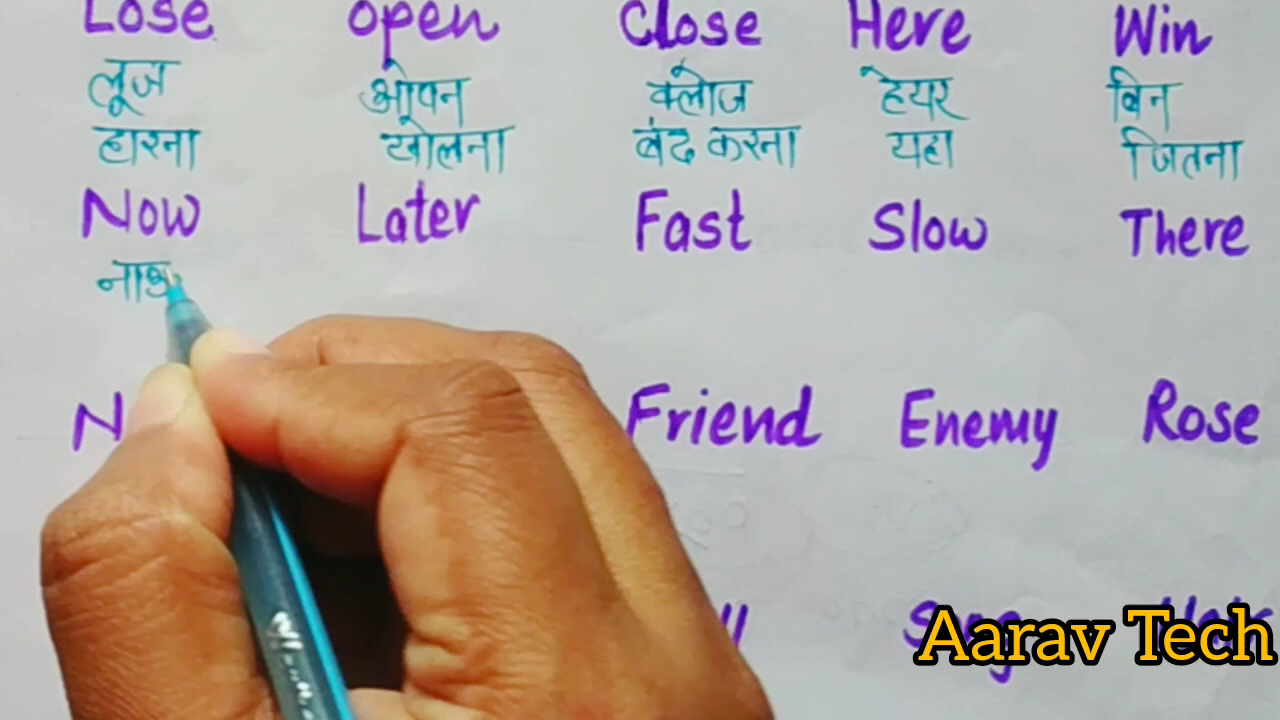 Lose Open Close Here Win
लूज ओपन क्लोज हेयर विन
हारना खोलना बंद करना यहा जितना
Now Later Fast Slow There
नाऊ
Friend Enemy Rose
Aarav Tech